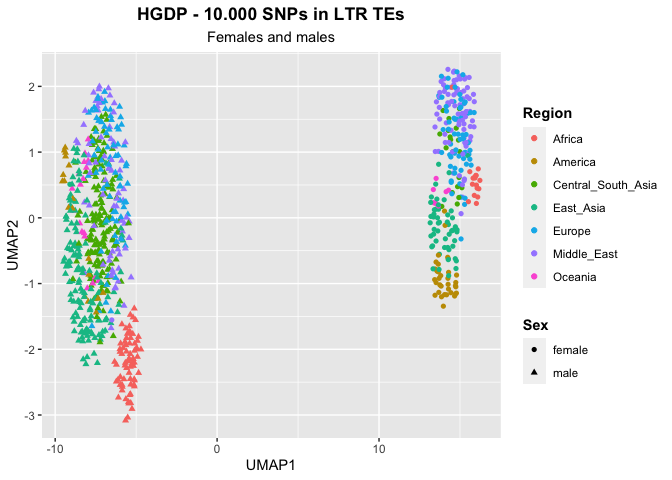 HGDP - 10.000 SNPs in LTR TEs
Females and males
UMAP2
2
1
0
-1
-2
-3
-10
0
10
UMAP1
Region
Africa
America
Central_South_Asia
East_Asia
Europe
Middle_East
Oceania
Sex
female
male